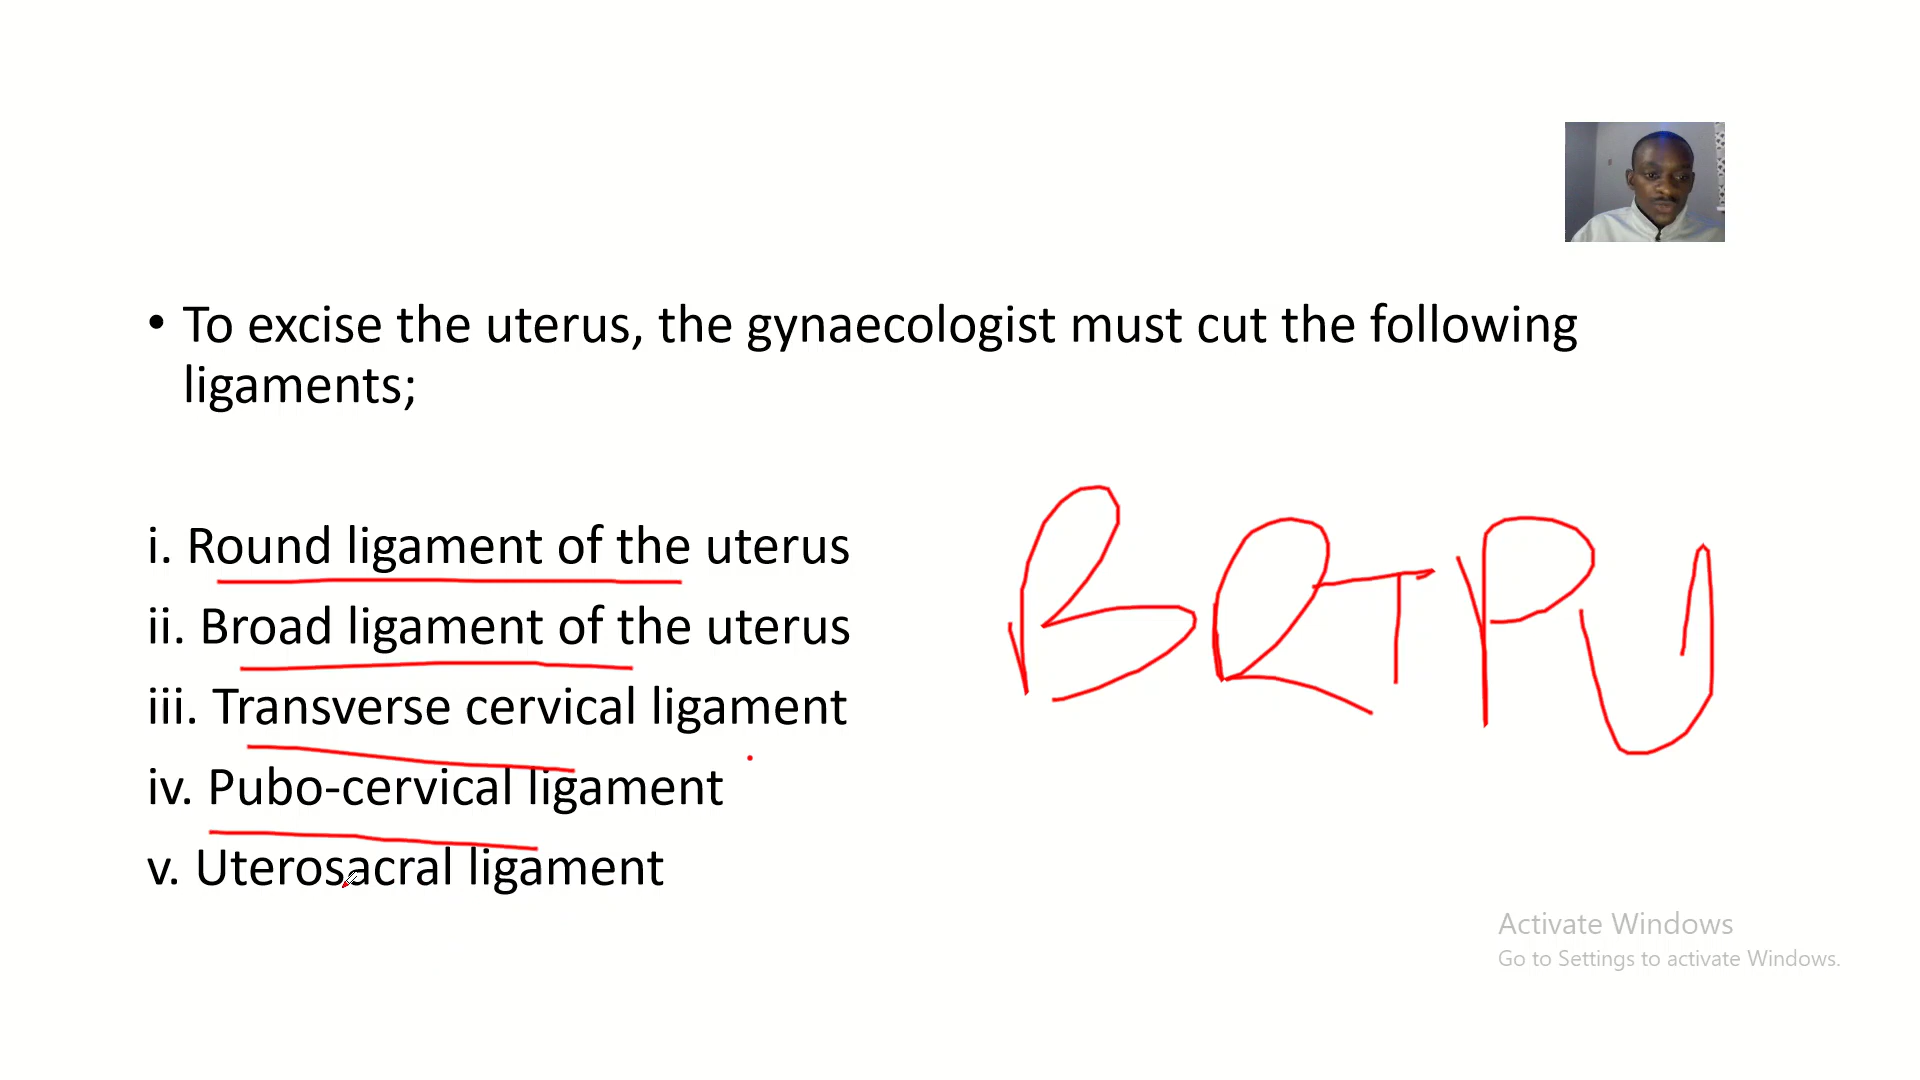 • To excise the uterus, the gynaecologist must cut the following
ligaments;
i. Round ligament of the uterus
ii. Broad ligament of the uterus
iii. Transverse cervical ligament
iv. Pubo-cervical ligament
v. Uterosacral ligament
BRTPU
Activate Windows
Go to Settings to activate Windows.